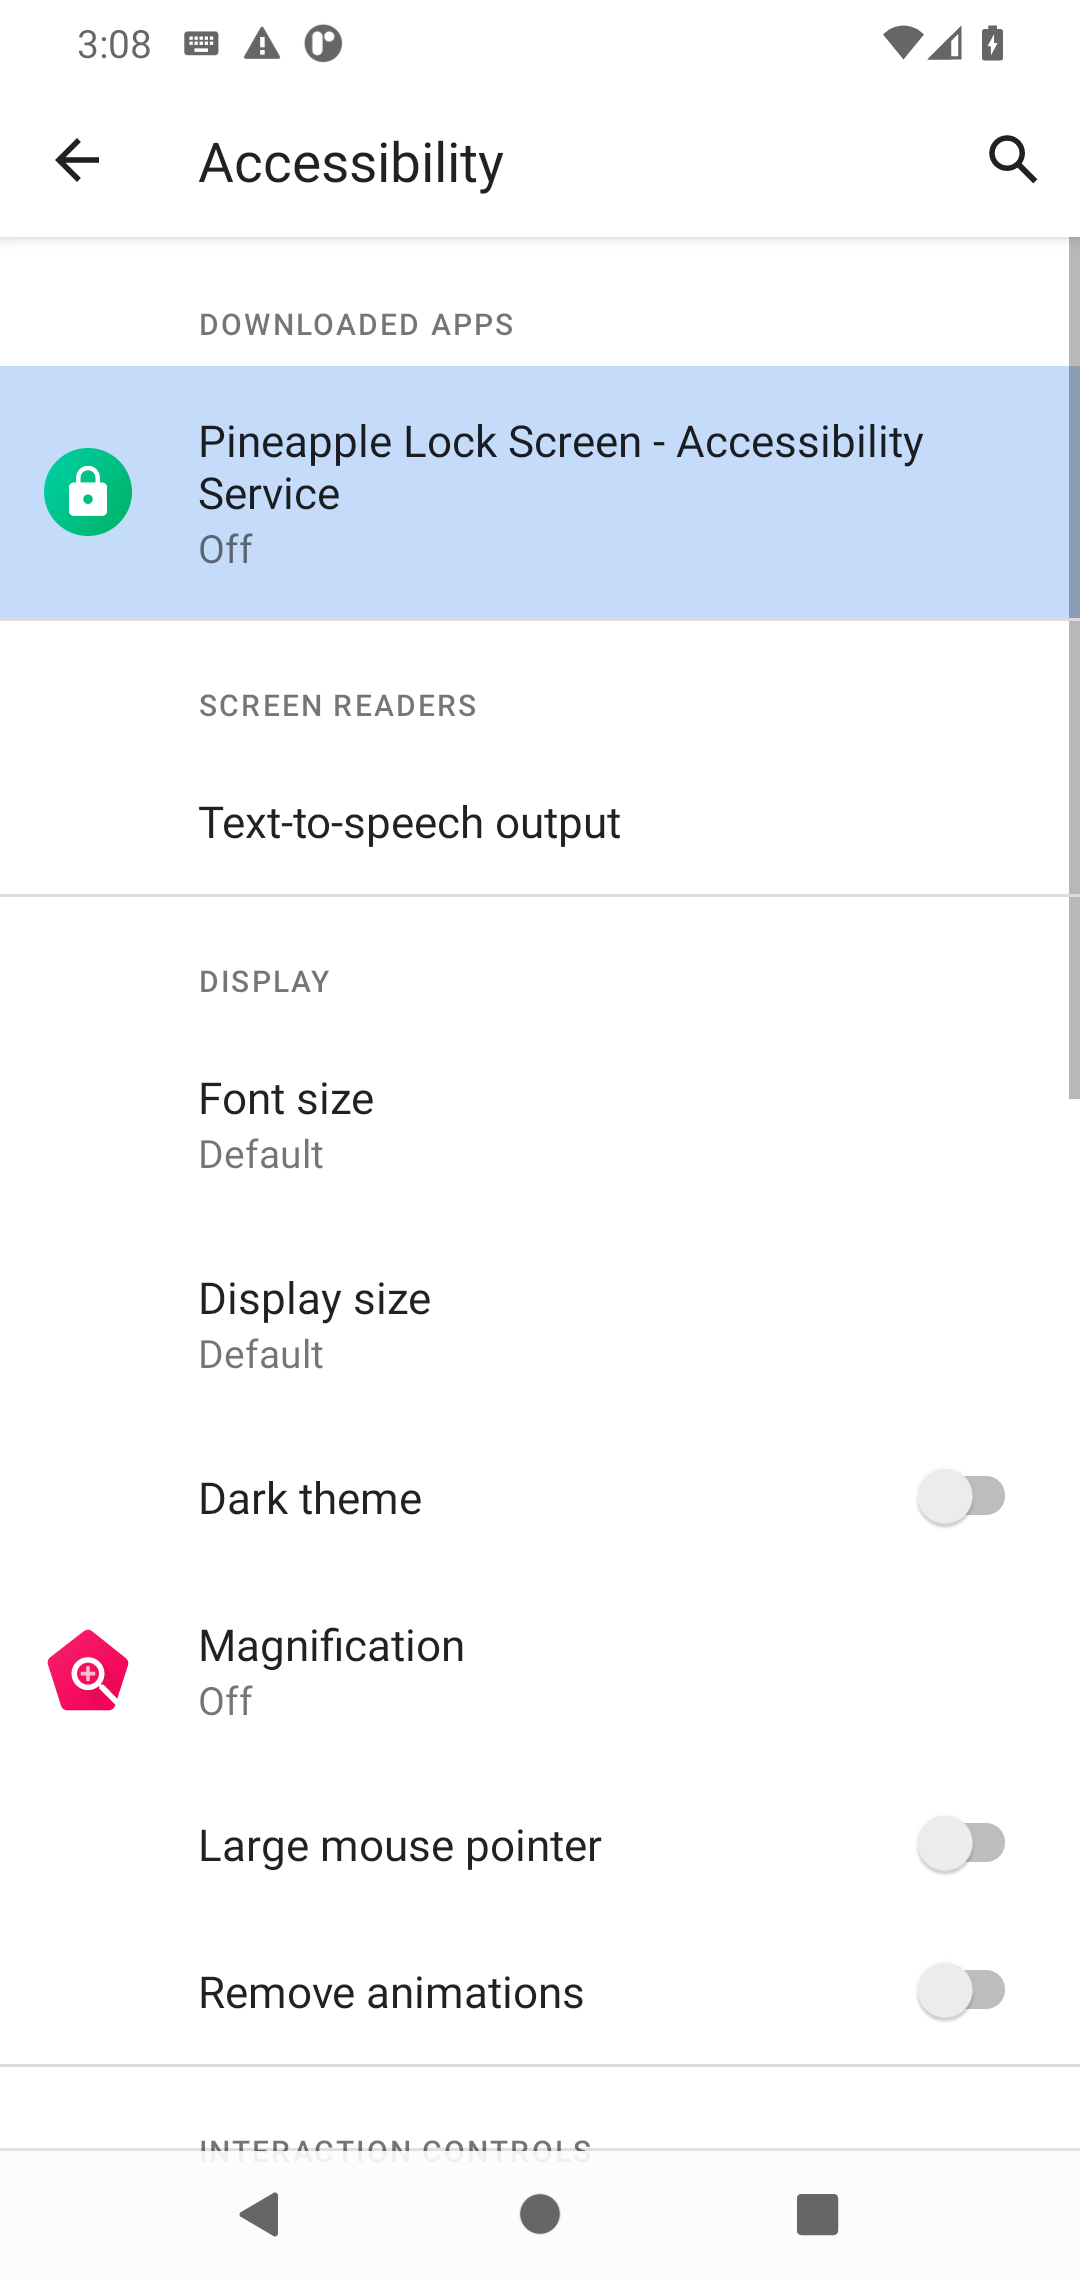 3:08
Accessibility
DOWNLOADED APPS
Pineapple Lock Screen - Accessibility
Service
Off
SCREEN READERS
Text-to-speech output
DISPLAY
Font size
Default
Display size
Default
Dark theme
Magnification
Off
Large mouse pointer
Remove animations
INTERACTION CONTROLS